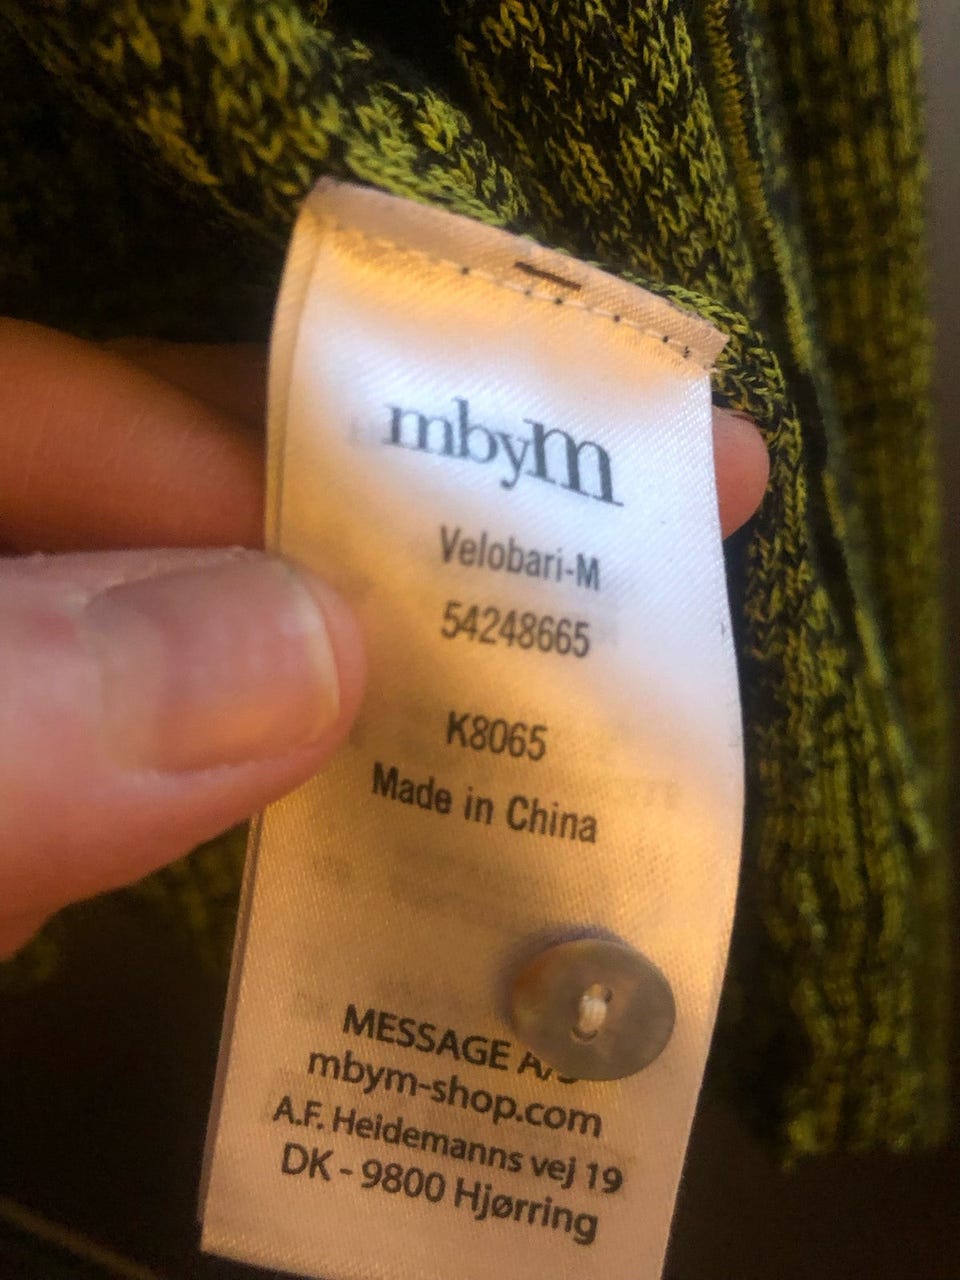 mbyM
Velobari-M
54248665
K8065
Made in China
MESSAGE A/S
mbym-shop.com
A.F. Heidemanns vej 19
DK - 9800 Hjørring